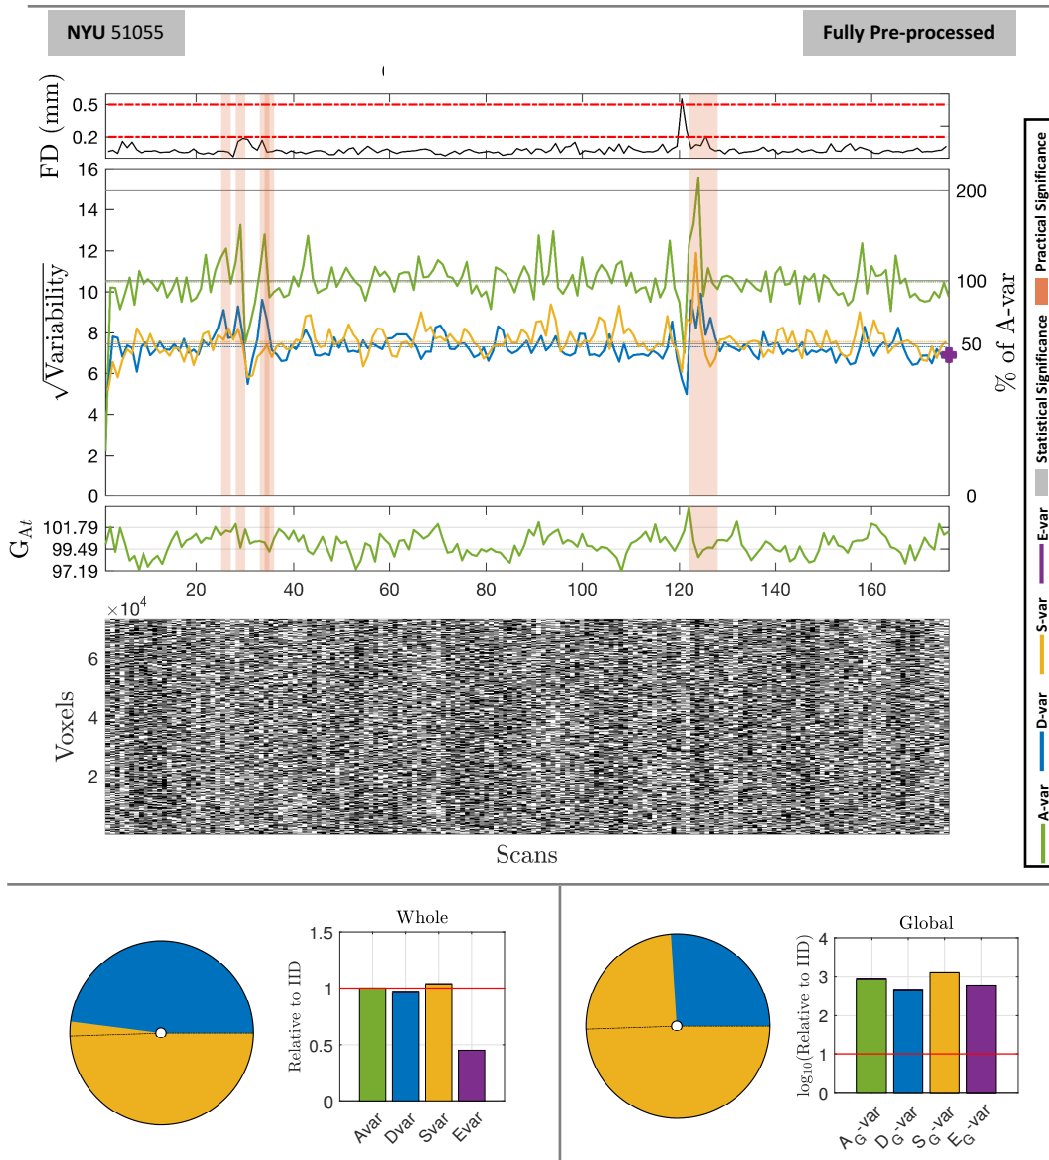 NYU 51055
Fully Pre-processed
FD (mm)
0.5
0.2
√Variability
16
14
12
10
8
6
4
2
0
% of A-var
200
100
50
0
G_At
101.79
99.49
97.19
20 40 60 80 100 120 140 160
×10^4
Voxels
6
4
2
Scans
A-var
D-var
S-var
E-var
Statistical Significance
Practical Significance
Whole
Relative to IID
1.5
1
0.5
0
Avar Dvar Svar Evar
Global
log10(Relative to IID)
4
3
2
1
0
A_G-var D_G-var S_G-var E_G-var